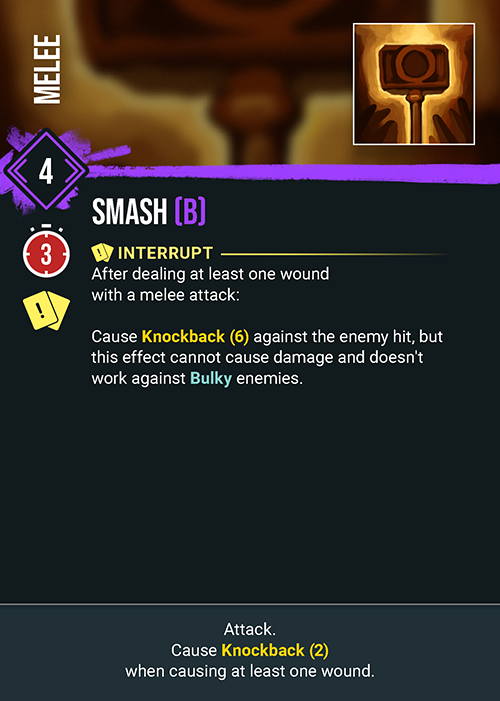 MELEE
4
SMASH (B)
3
! INTERRUPT
!
After dealing at least one wound
with a melee attack:
Cause Knockback (6) against the enemy hit, but
this effect cannot cause damage and doesn't
work against Bulky enemies.
Attack.
Cause Knockback (2)
when causing at least one wound.